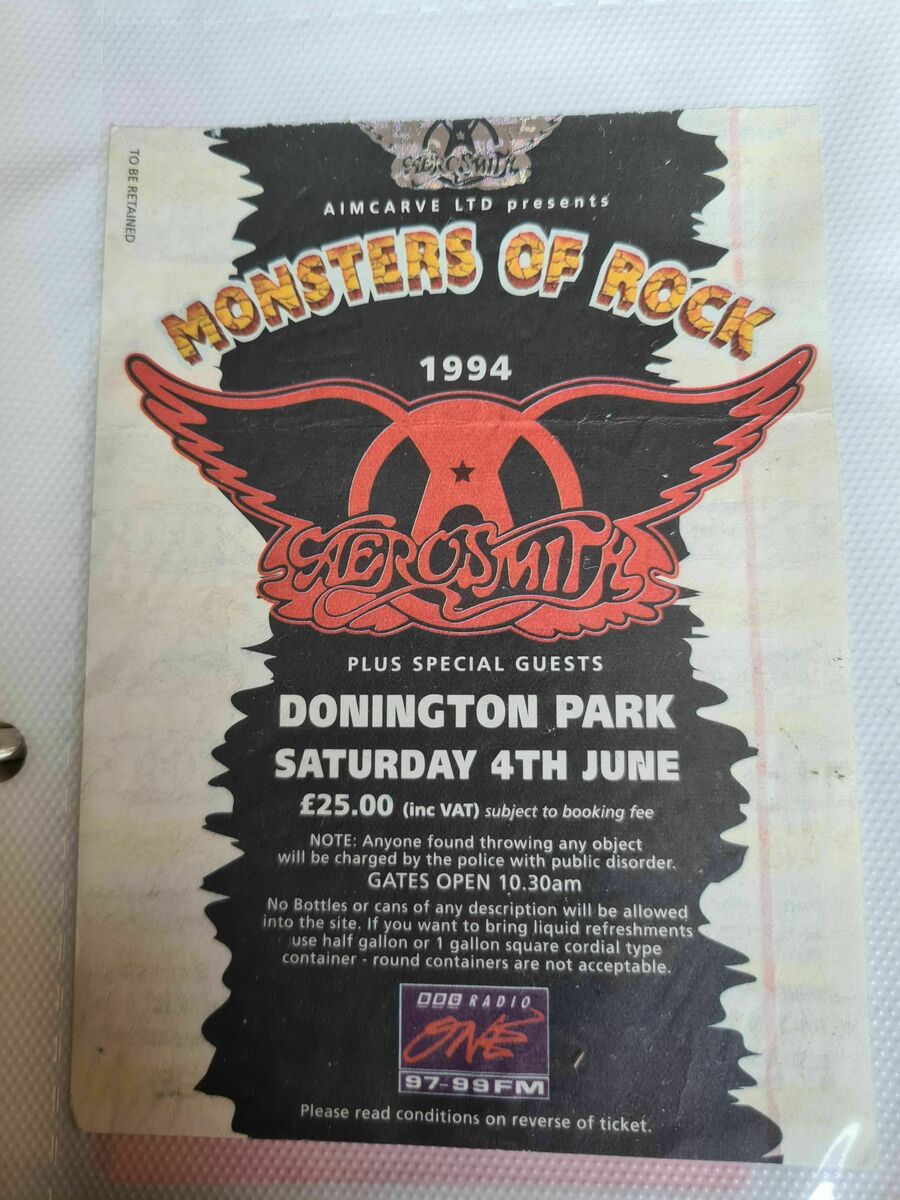 TO BE RETAINED
AEROSMITH
AIMCARVE LTD presents
MONSTERS OF ROCK
1994
AEROSMITH
PLUS SPECIAL GUESTS
DONINGTON PARK
SATURDAY 4TH JUNE
£25.00 (inc VAT) subject to booking fee
NOTE: Anyone found throwing any object
will be charged by the police with public disorder.
GATES OPEN 10.30am
No Bottles or cans of any description will be allowed
into the site. If you want to bring liquid refreshments
use half gallon or 1 gallon square cordial type
container - round containers are not acceptable.
BBC RADIO
ONE
97-99FM
Please read conditions on reverse of ticket.